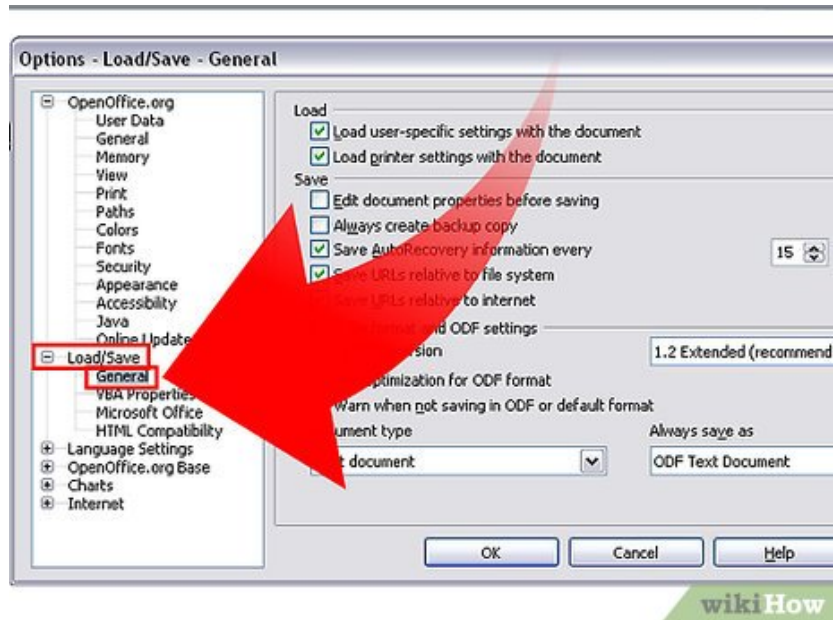 Options - Load/Save - General
OpenOffice.org
User Data
General
Memory
View
Print
Paths
Colors
Fonts
Security
Appearance
Accessibility
Java
Online Update
Load/Save
General
VBA Properties
Microsoft Office
HTML Compatibility
Language Settings
OpenOffice.org Base
Charts
Internet
Load
Load user-specific settings with the document
Load printer settings with the document
Save
Edit document properties before saving
Always create backup copy
Save AutoRecovery information every 15
Save URLs relative to file system
Save URLs relative to internet
and ODF settings
1.2 Extended (recommend
optimization for ODF format
Warn when not saving in ODF or default format
Always save as
document ODF Text Document
OK Cancel Help
wikiHow